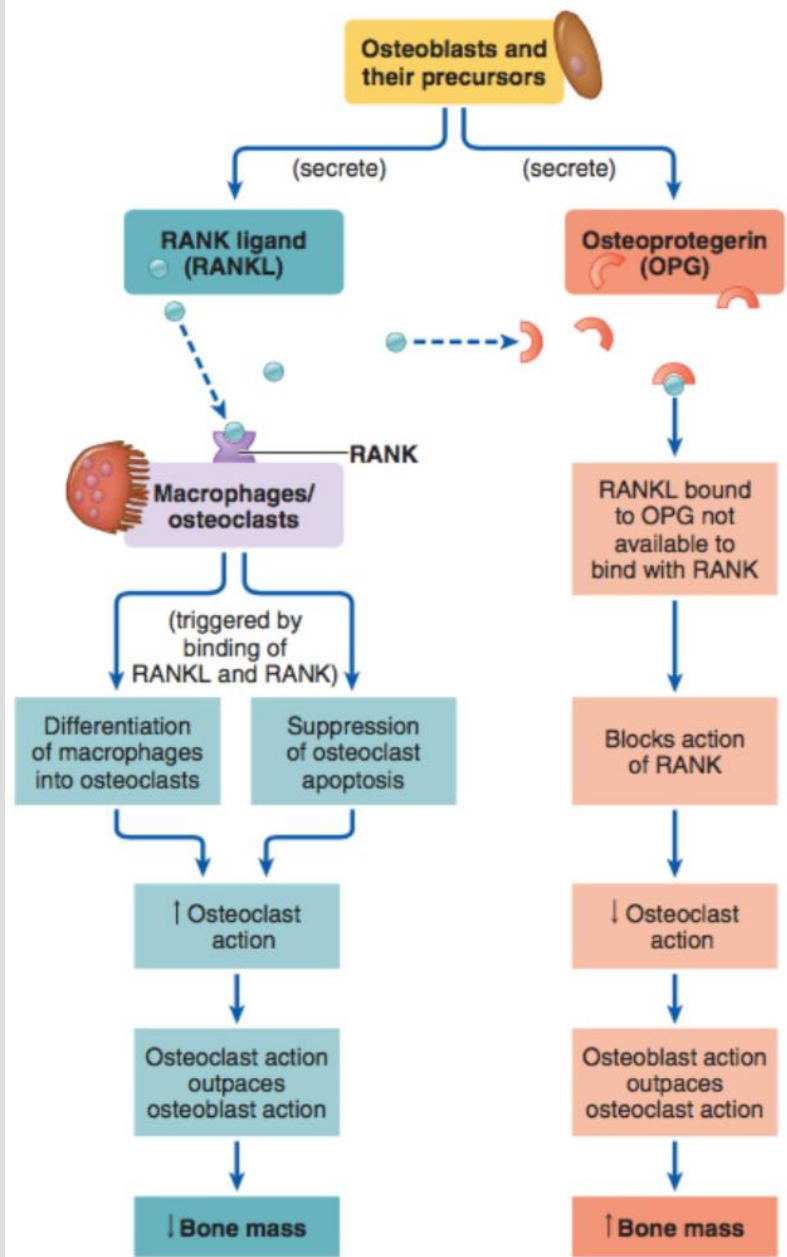 Osteoblasts and
their precursors
(secrete)
(secrete)
RANK ligand
(RANKL)
Osteoprotegerin
(OPG)
RANK
Macrophages/
osteoclasts
RANKL bound
to OPG not
available to
bind with RANK
(triggered by
binding of
RANKL and RANK)
Differentiation
of macrophages
into osteoclasts
Suppression
of osteoclast
apoptosis
Blocks action
of RANK
↑ Osteoclast
action
↓ Osteoclast
action
Osteoclast action
outpaces
osteoblast action
Osteoblast action
outpaces
osteoclast action
↓ Bone mass
↑ Bone mass